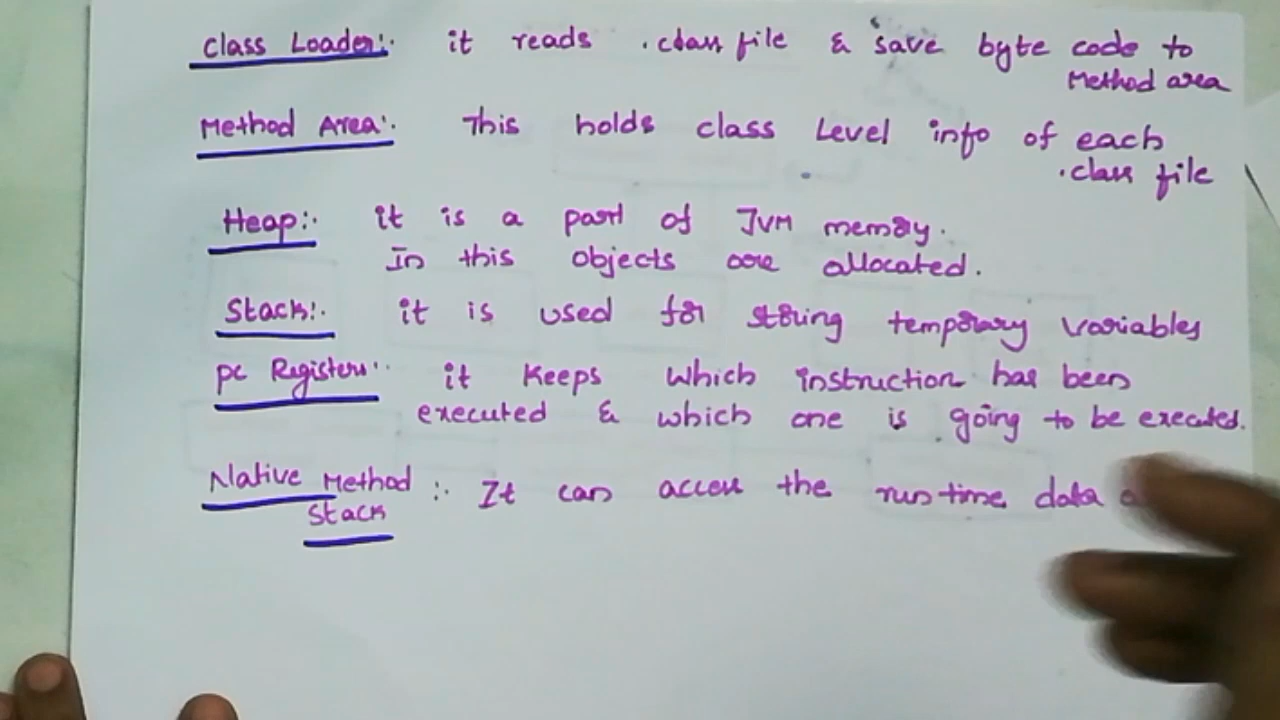 Class Loader:. it reads .class file & save byte code to
Method area
Method Area:. This holds class Level info of each
.class file
Heap:. it is a part of JVM memory.
In this objects are allocated.
Stack:. it is used for storing temporary variables
PC Registers:. it keeps which instruction has been
executed & which one is going to be executed.
Native Method :. It can access the runtime data
Stack